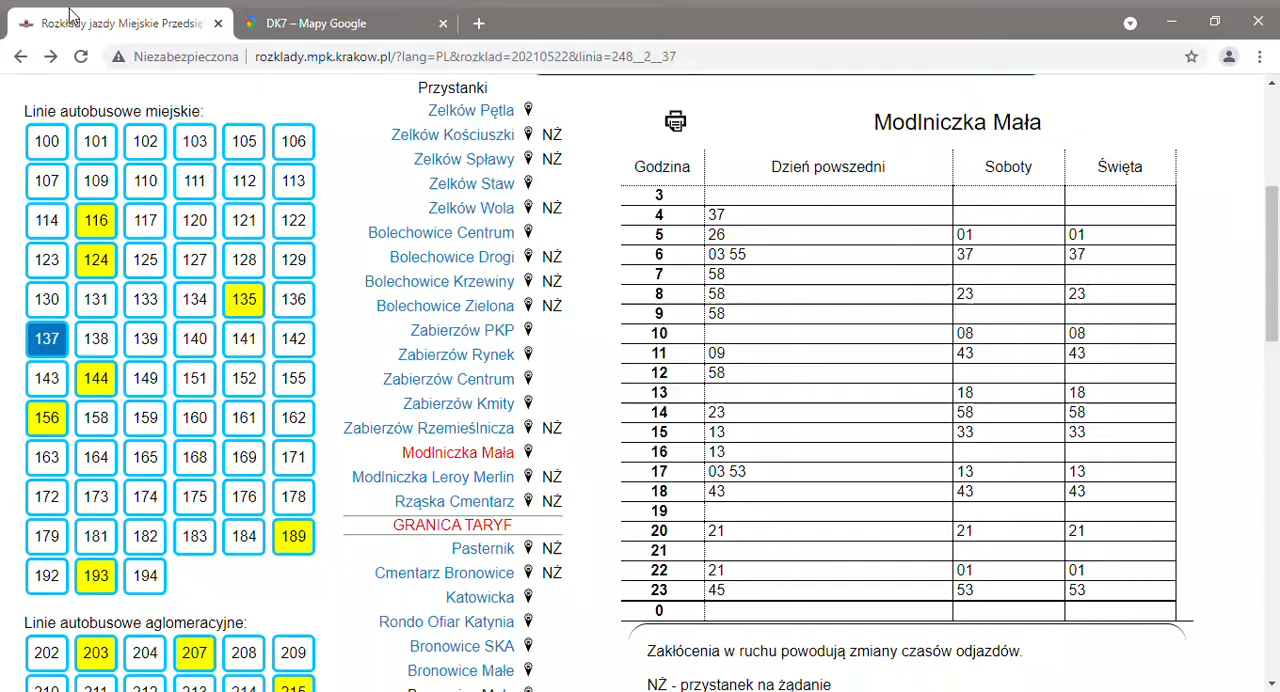 Rozkłady jazdy Miejskie Przedsię
DK7 – Mapy Google
Niezabezpieczona
rozklady.mpk.krakow.pl/?lang=PL&rozklad=20210522&linia=248__2__37
Linie autobusowe miejskie:
100 101 102 103 105 106
107 109 110 111 112 113
114 116 117 120 121 122
123 124 125 127 128 129
130 131 133 134 135 136
137 138 139 140 141 142
143 144 149 151 152 155
156 158 159 160 161 162
163 164 165 168 169 171
172 173 174 175 176 178
179 181 182 183 184 189
192 193 194
Linie autobusowe aglomeracyjne:
202 203 204 207 208 209
210 211 212 213 214 215
Przystanki
Zelków Pętla
Zelków Kościuszki NŻ
Zelków Spławy NŻ
Zelków Staw
Zelków Wola NŻ
Bolechowice Centrum
Bolechowice Drogi NŻ
Bolechowice Krzewiny NŻ
Bolechowice Zielona NŻ
Zabierzów PKP
Zabierzów Rynek
Zabierzów Centrum
Zabierzów Kmity
Zabierzów Rzemieślnicza NŻ
Modlniczka Mała
Modlniczka Leroy Merlin NŻ
Rząska Cmentarz NŻ
GRANICA TARYF
Pasternik NŻ
Cmentarz Bronowice NŻ
Katowicka
Rondo Ofiar Katynia
Bronowice SKA
Bronowice Małe
Modlniczka Mała
Godzina Dzień powszedni Soboty Święta
3
4 37
5 26 01 01
6 03 55 37 37
7 58
8 58 23 23
9 58
10 08 08
11 09 43 43
12 58
13 18 18
14 23 58 58
15 13 33 33
16 13
17 03 53 13 13
18 43 43 43
19
20 21 21 21
21
22 21 01 01
23 45 53 53
0
Zakłócenia w ruchu powodują zmiany czasów odjazdów.
NŻ - przystanek na żądanie